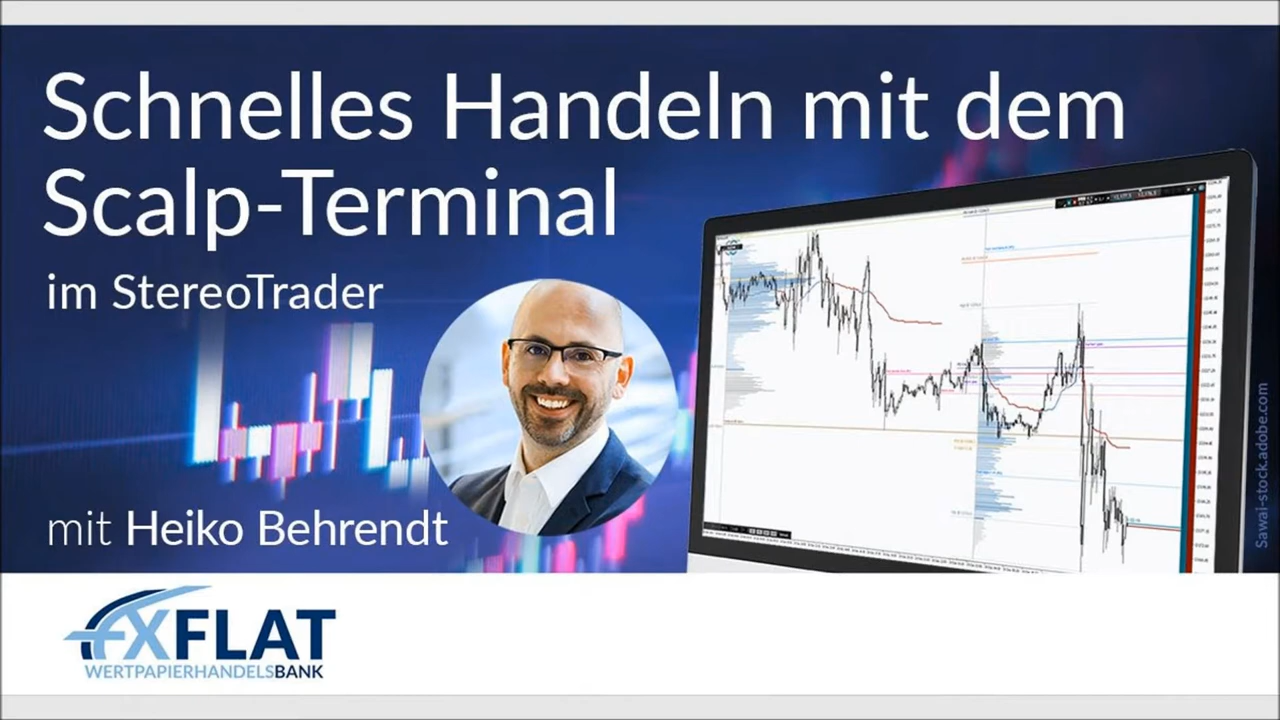 Schnelles Handeln mit dem
Scalp-Terminal
im StereoTrader
mit Heiko Behrendt
Sawai-stock.adobe.com
FXFLAT
WERTPAPIERHANDELSBANK